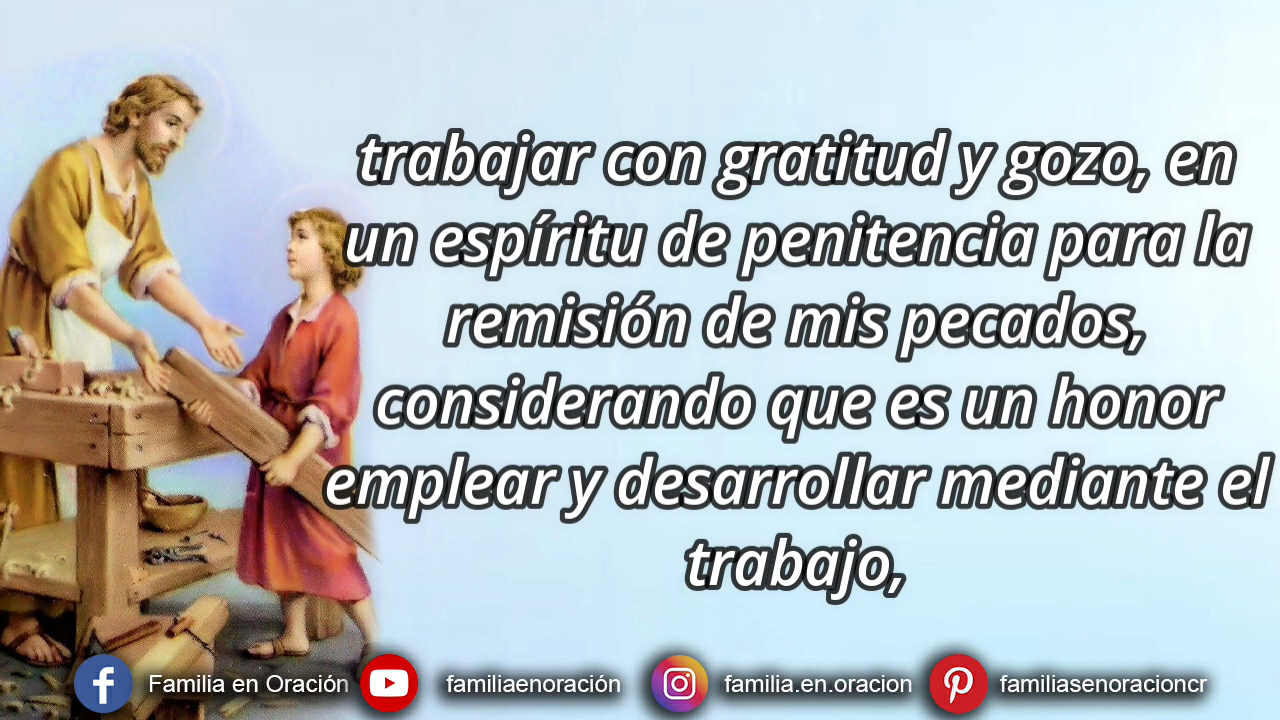 trabajar con gratitud y gozo, en
un espíritu de penitencia para la
remisión de mis pecados,
considerando que es un honor
emplear y desarrollar mediante el
trabajo,
Familia en Oración
familiaenoración
familia.en.oracion
familiasenoracioncr